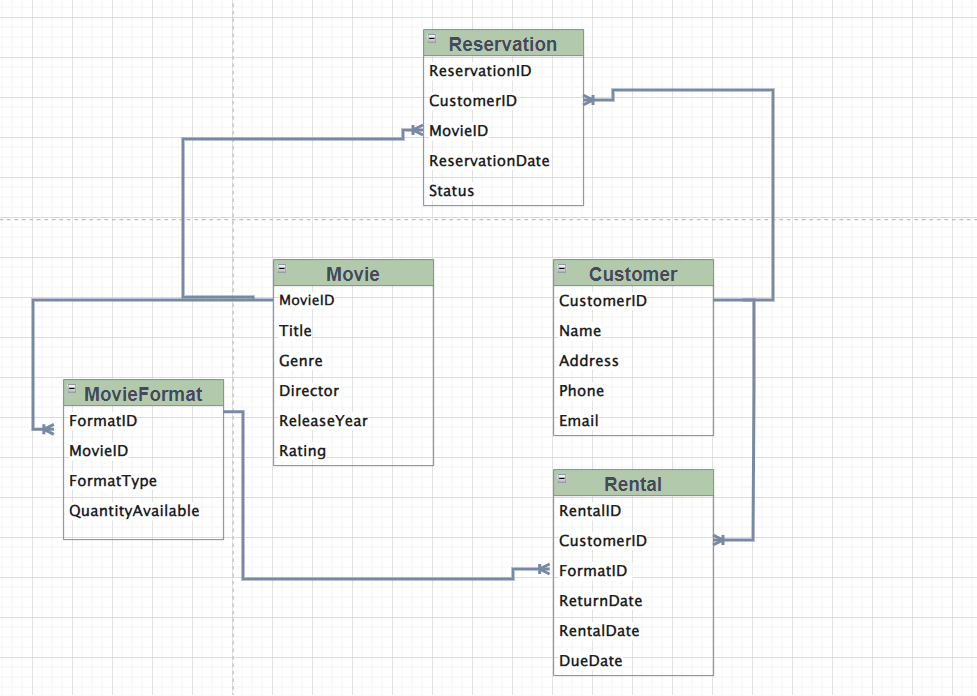 Reservation
ReservationID
CustomerID
MovieID
ReservationDate
Status
Movie
MovieID
Title
Genre
Director
ReleaseYear
Rating
Customer
CustomerID
Name
Address
Phone
Email
MovieFormat
FormatID
MovieID
FormatType
QuantityAvailable
Rental
RentalID
CustomerID
FormatID
ReturnDate
RentalDate
DueDate